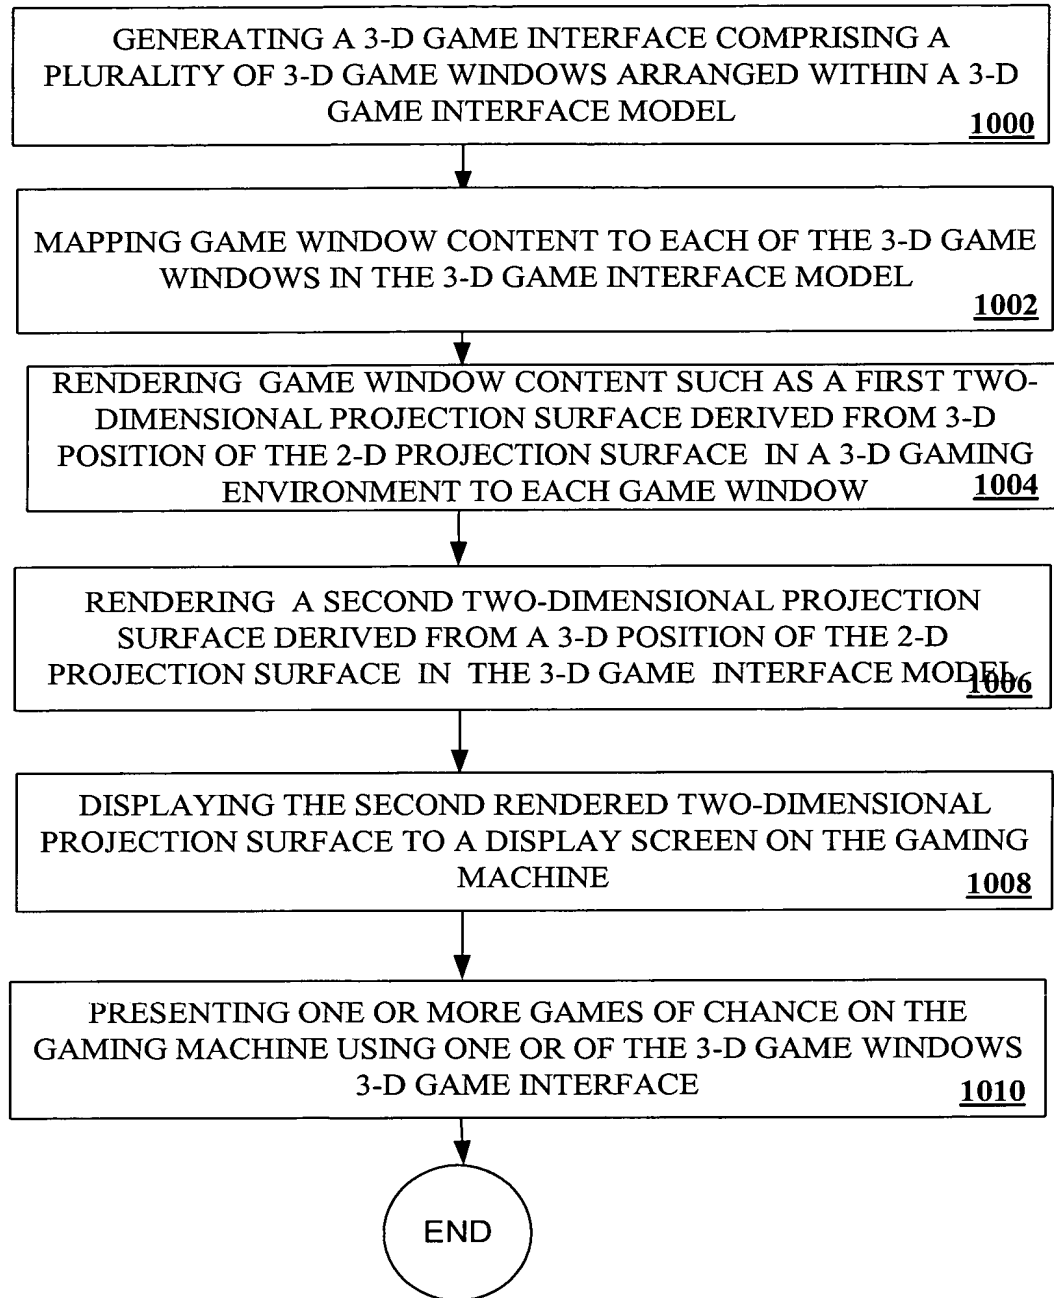 GENERATING A 3-D GAME INTERFACE COMPRISING A
PLURALITY OF 3-D GAME WINDOWS ARRANGED WITHIN A 3-D
GAME INTERFACE MODEL
1000
MAPPING GAME WINDOW CONTENT TO EACH OF THE 3-D GAME
WINDOWS IN THE 3-D GAME INTERFACE MODEL
1002
RENDERING GAME WINDOW CONTENT SUCH AS A FIRST TWO-
DIMENSIONAL PROJECTION SURFACE DERIVED FROM 3-D
POSITION OF THE 2-D PROJECTION SURFACE IN A 3-D GAMING
ENVIRONMENT TO EACH GAME WINDOW
1004
RENDERING A SECOND TWO-DIMENSIONAL PROJECTION
SURFACE DERIVED FROM A 3-D POSITION OF THE 2-D
PROJECTION SURFACE IN THE 3-D GAME INTERFACE MODEL
1006
DISPLAYING THE SECOND RENDERED TWO-DIMENSIONAL
PROJECTION SURFACE TO A DISPLAY SCREEN ON THE GAMING
MACHINE
1008
PRESENTING ONE OR MORE GAMES OF CHANCE ON THE
GAMING MACHINE USING ONE OR OF THE 3-D GAME WINDOWS
3-D GAME INTERFACE
1010
END